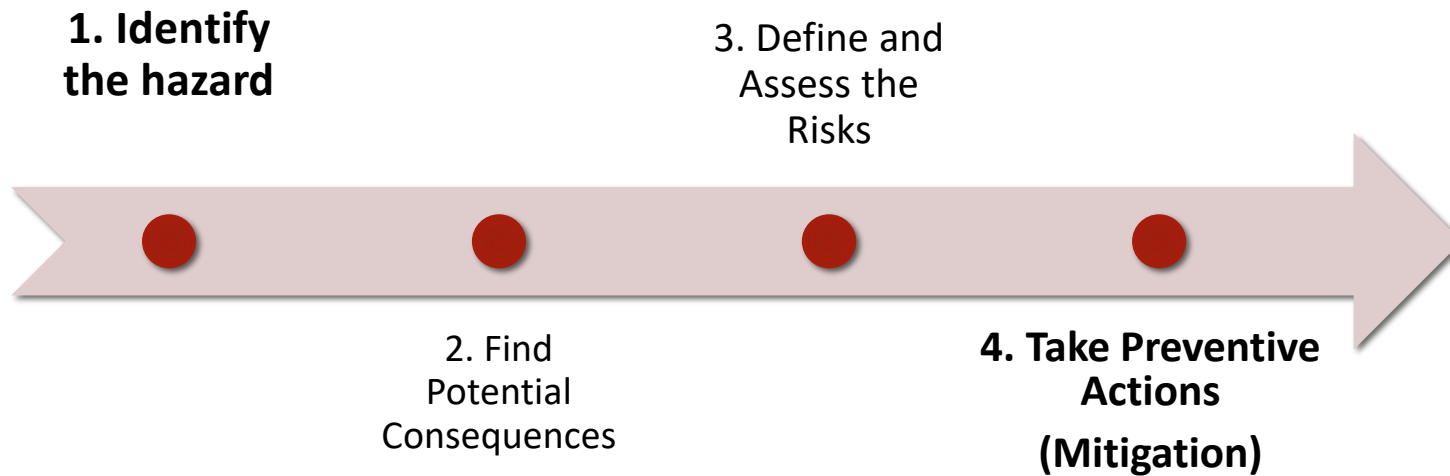 1. Identify
the hazard
2. Find
Potential
Consequences
3. Define and
Assess the
Risks
4. Take Preventive
Actions
(Mitigation)